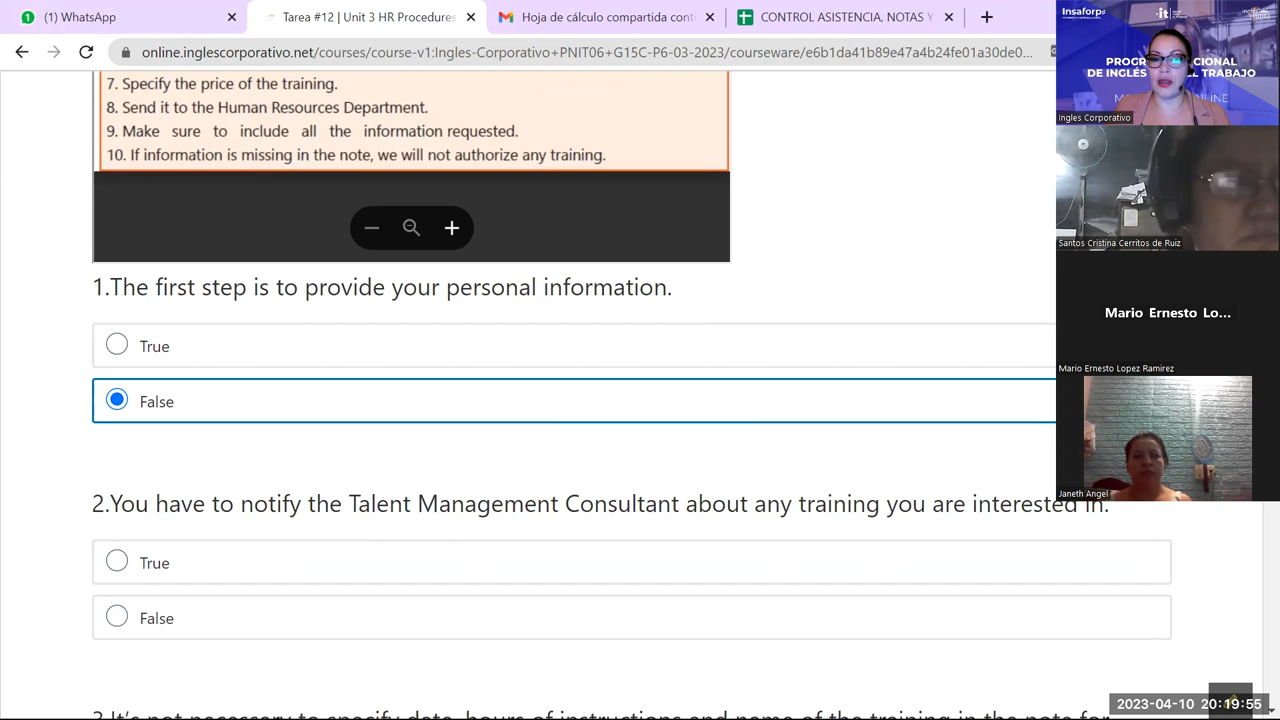 (1) WhatsApp
Tarea #12 | Unit 6 HR Procedures
Hoja de cálculo compartida con
CONTROL ASISTENCIA, NOTAS Y
online.inglescorporativo.net/courses/course-v1:Ingles-Corporativo+UNIT06+G15C-P6-03-2023/courseware/e6b1da41b89e47a4b24fe01a30de0...
7. Specify the price of the training.
8. Send it to the Human Resources Department.
9. Make sure to include all the information requested.
10. If information is missing in the note, we will not authorize any training.
1.The first step is to provide your personal information.
True
False
2.You have to notify the Talent Management Consultant about any training you are interested in.
True
False
Insaforp
Ingles Corporativo
Santos Cristina Cerritos de Ruiz
Mario Ernesto Lo...
Mario Ernesto Lopez Ramirez
Janeth Angel
2023-04-10 20:19:55